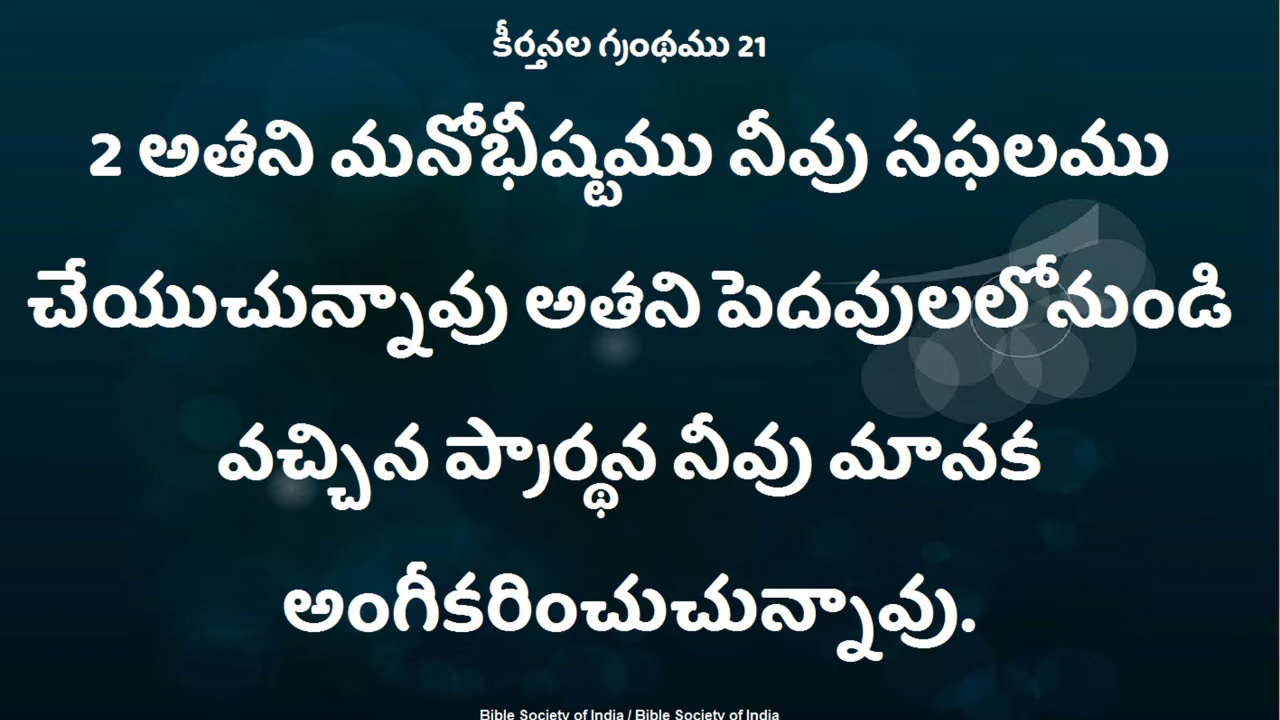 కీర్తనల గ్రంథము 21
2 అతని మనోభీష్టము నీవు సఫలము
చేయుచున్నావు అతని పెదవులలోనుండి
వచ్చిన ప్రార్థన నీవు మానక
అంగీకరించుచున్నావు.
Bible Society of India / Bible Society of India